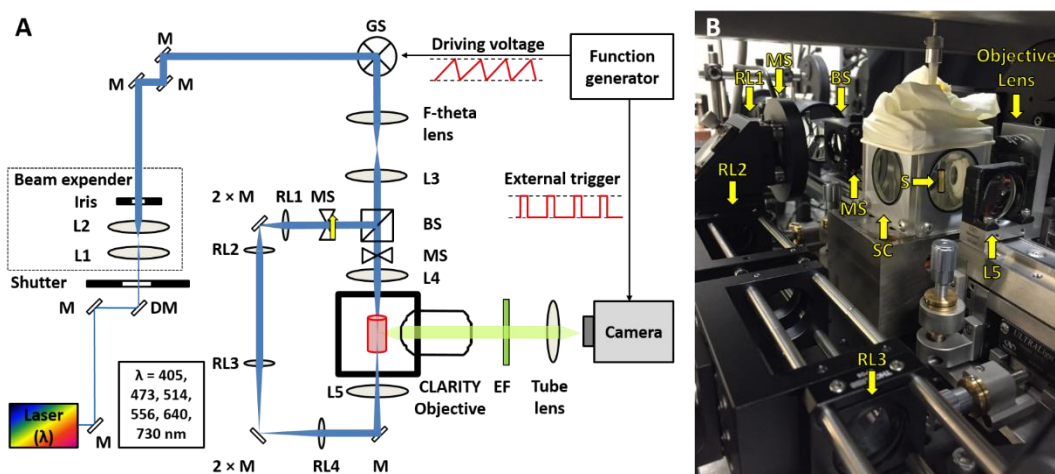 A
GS
Driving voltage
Function
generator
M
M
M
F-theta
lens
Beam expender
Iris
L2
L1
L3
External trigger
2 × M
RL1
MS
BS
RL2
MS
L4
Shutter
M
DM
Camera
RL3
L5
CLARITY
Objective
EF
Tube
lens
λ = 405,
473, 514,
556, 640,
730 nm
Laser
(λ)
M
2 × M
RL4
M
B
RL1
MS
BS
Objective
Lens
RL2
S
MS
SC
L5
RL3